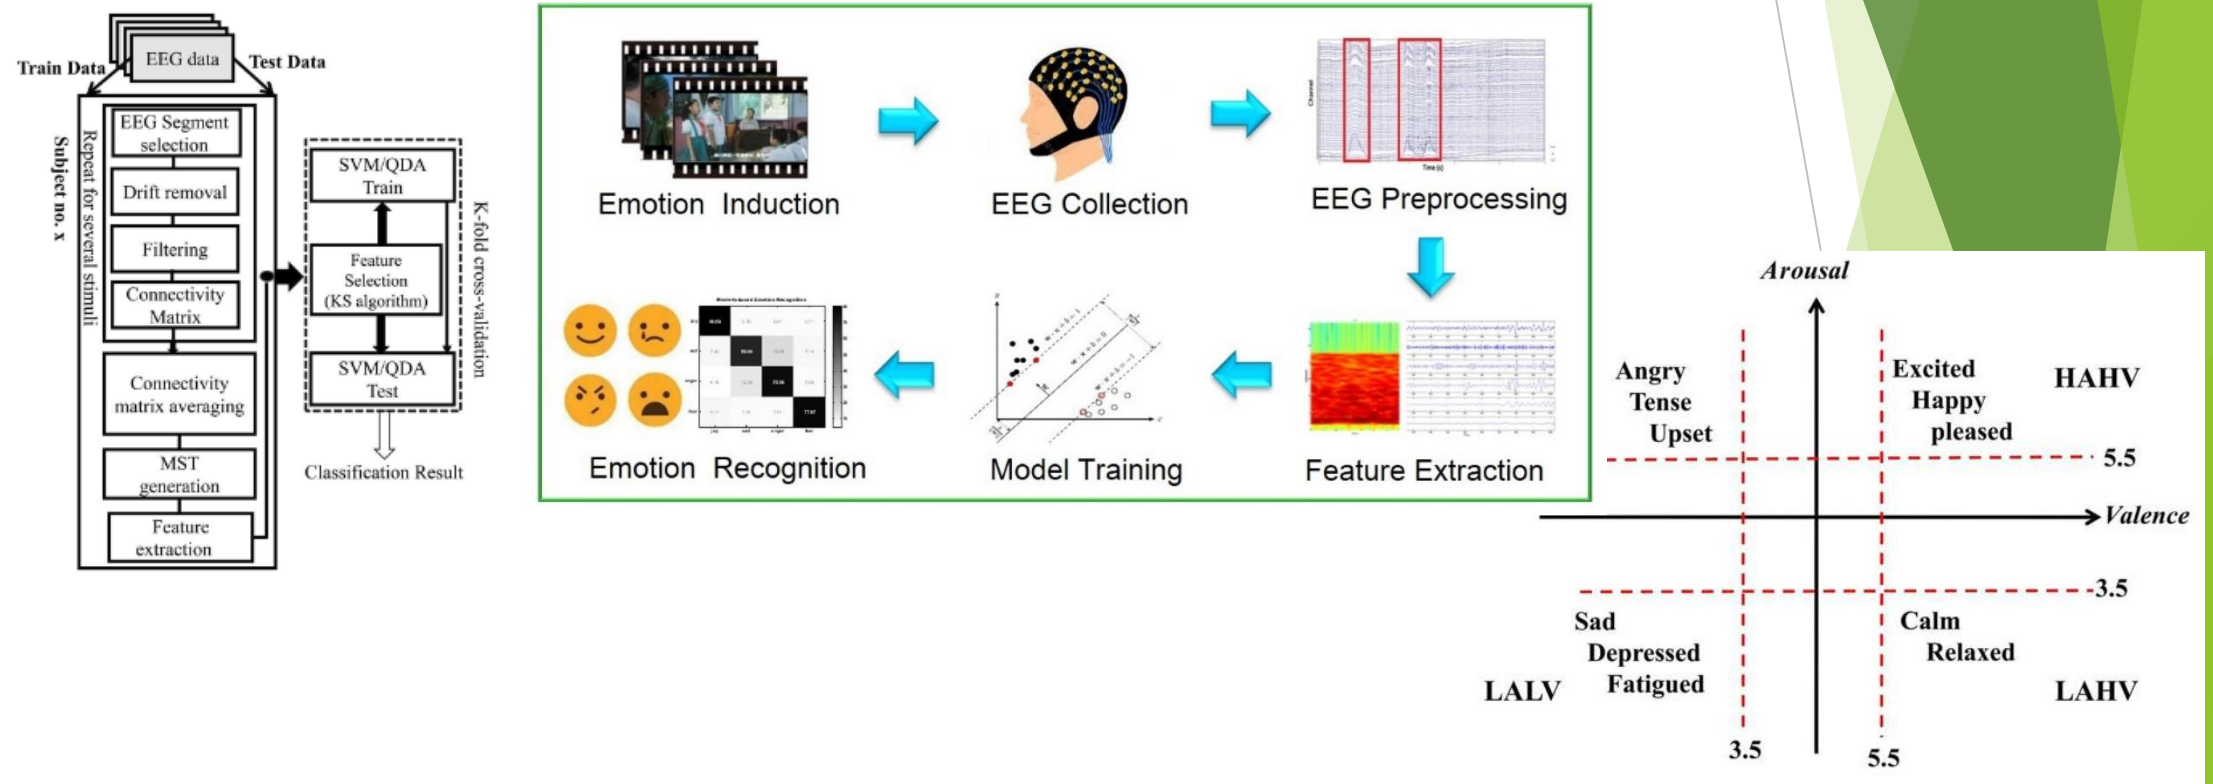 EEG data
Train Data
Test Data
Subject no. x
Repeat for several stimuli
EEG Segment
selection
Drift removal
Filtering
Connectivity
Matrix
Connectivity
matrix averaging
MST
generation
Feature
extraction
SVM/QDA
Train
Feature
Selection
(KS algorithm)
SVM/QDA
Test
K-fold cross-validation
Classification Result
Emotion Induction
EEG Collection
Channel
Time (s)
EEG Preprocessing
Feature Extraction
Model Training
Emotion Recognition
Arousal
Angry
Tense
Upset
Excited
Happy
pleased
HAHV
5.5
Valence
3.5
Sad
Depressed
Fatigued
LALV
Calm
Relaxed
LAHV
3.5
5.5